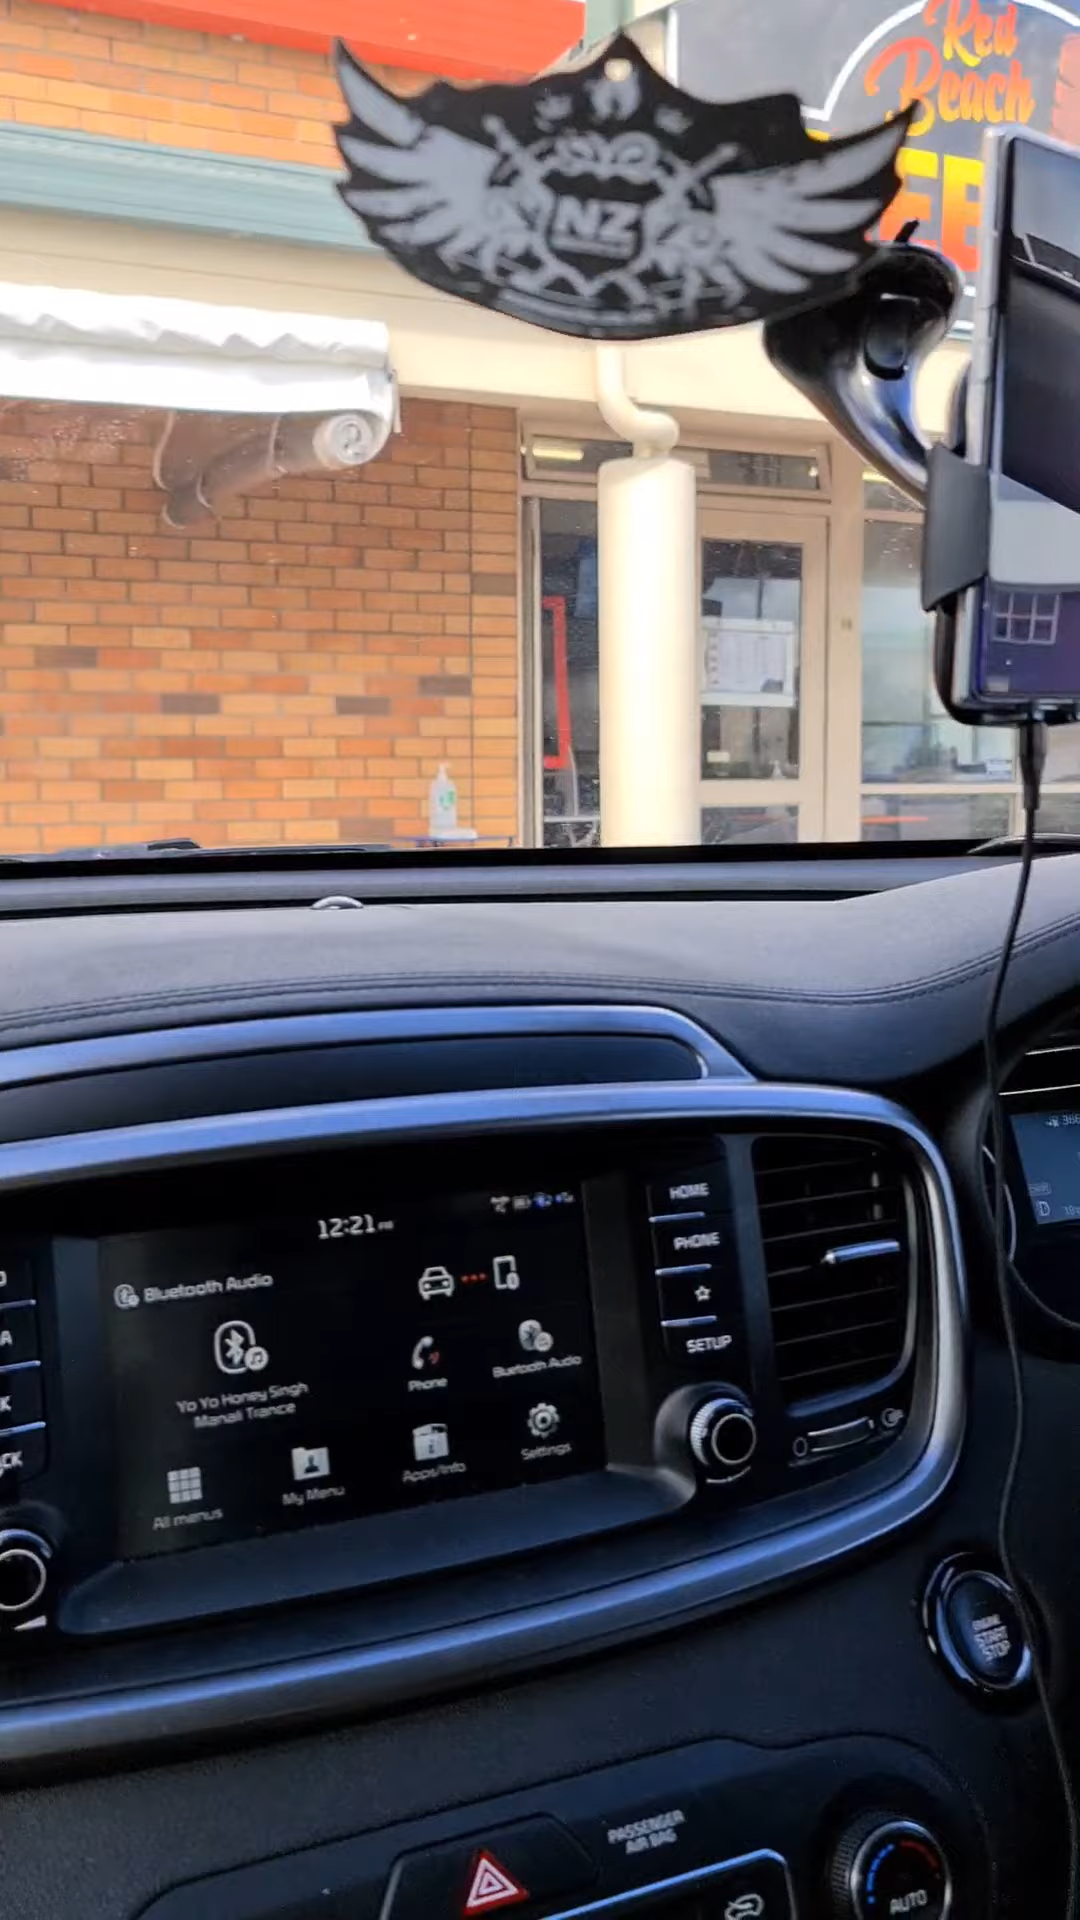 Red
Beach
NZ
HOME
PHONE
SETUP
12:21 PM
Bluetooth Audio
Yo Yo Honey Singh
Manali Trance
Phone
Bluetooth Audio
All menus
My Menu
Apps/Info
Settings
ENGINE
START
STOP
PASSENGER
AIR BAG
AUTO
D